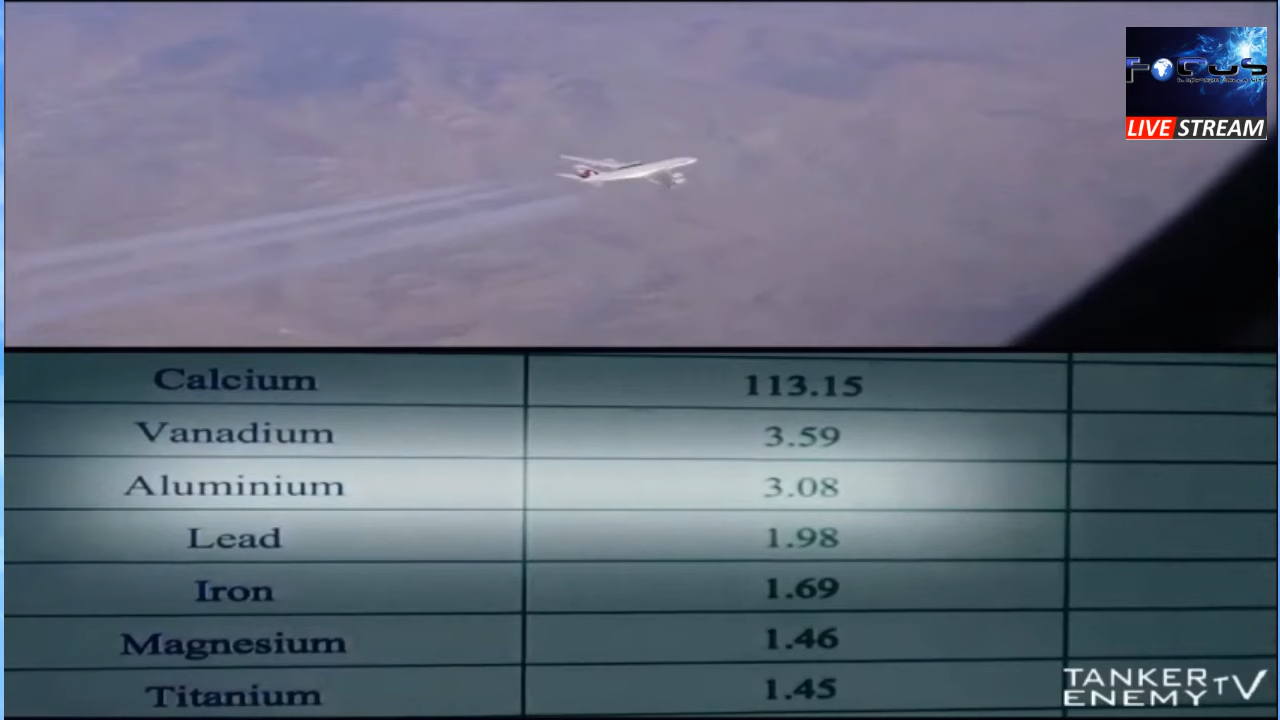 FOCUS
LIVE STREAM
Calcium 113.15
Vanadium 3.59
Aluminium 3.08
Lead 1.98
Iron 1.69
Magnesium 1.46
Titanium 1.45
TANKER
ENEMY TV